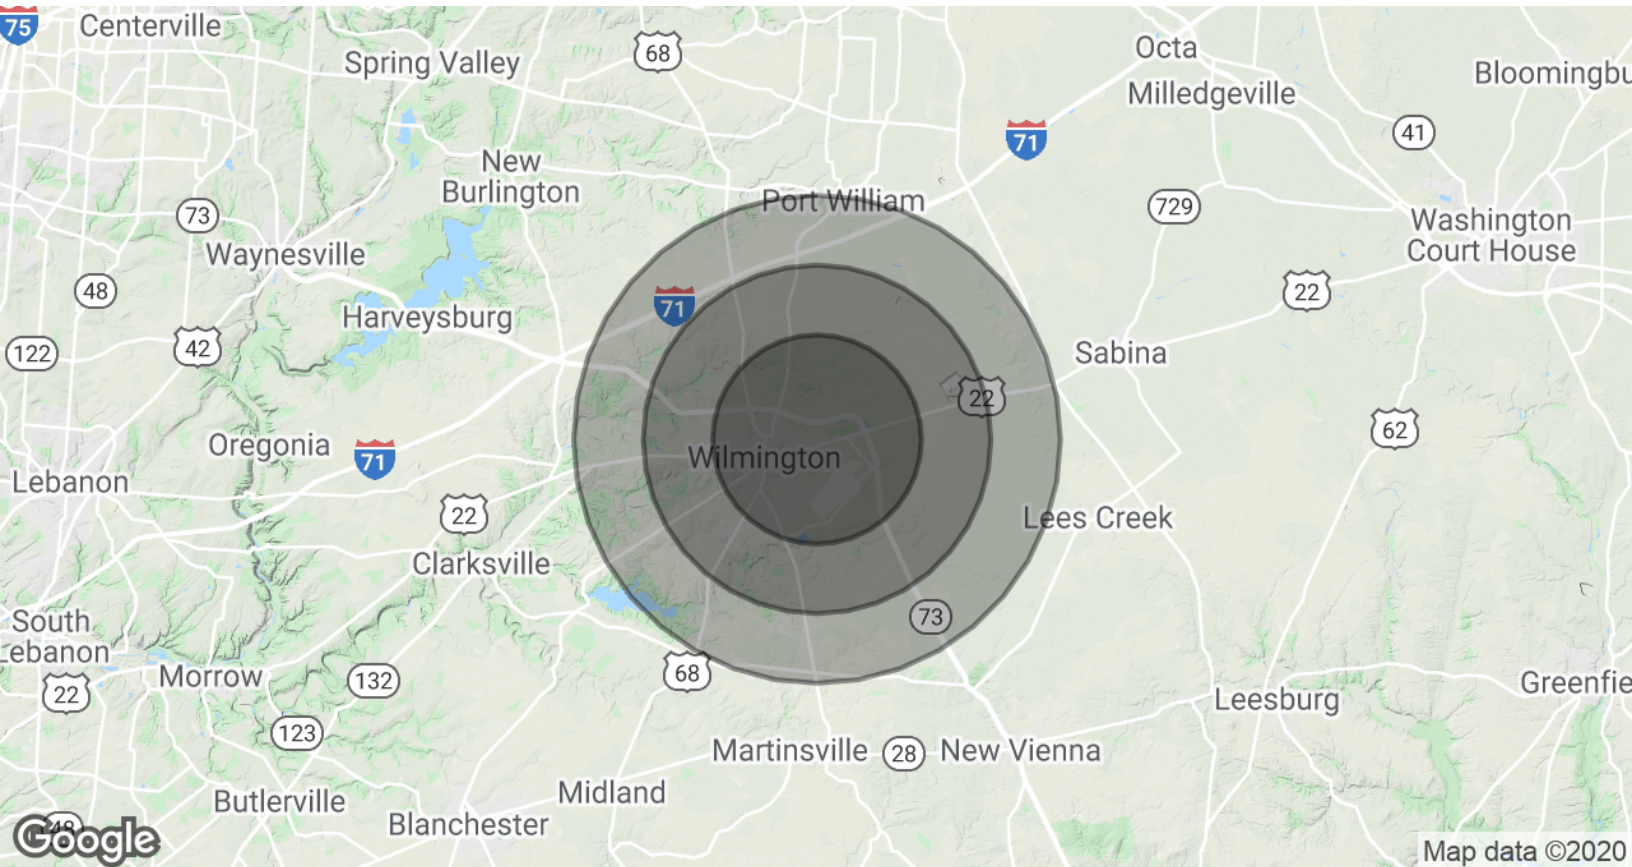 75
Centerville
Spring Valley
68
Octa
Bloomingbu
Milledgeville
71
41
New
Burlington
73
Port William
729
Washington
Court House
Waynesville
48
22
Harveysburg
71
122
42
Sabina
22
62
Oregonia
71
Wilmington
Lebanon
22
Lees Creek
Clarksville
South
Lebanon
73
Morrow
132
68
22
Leesburg
Greenfie
123
Martinsville
28
New Vienna
Butlerville
Midland
Blanchester
48
Google
Map data ©2020